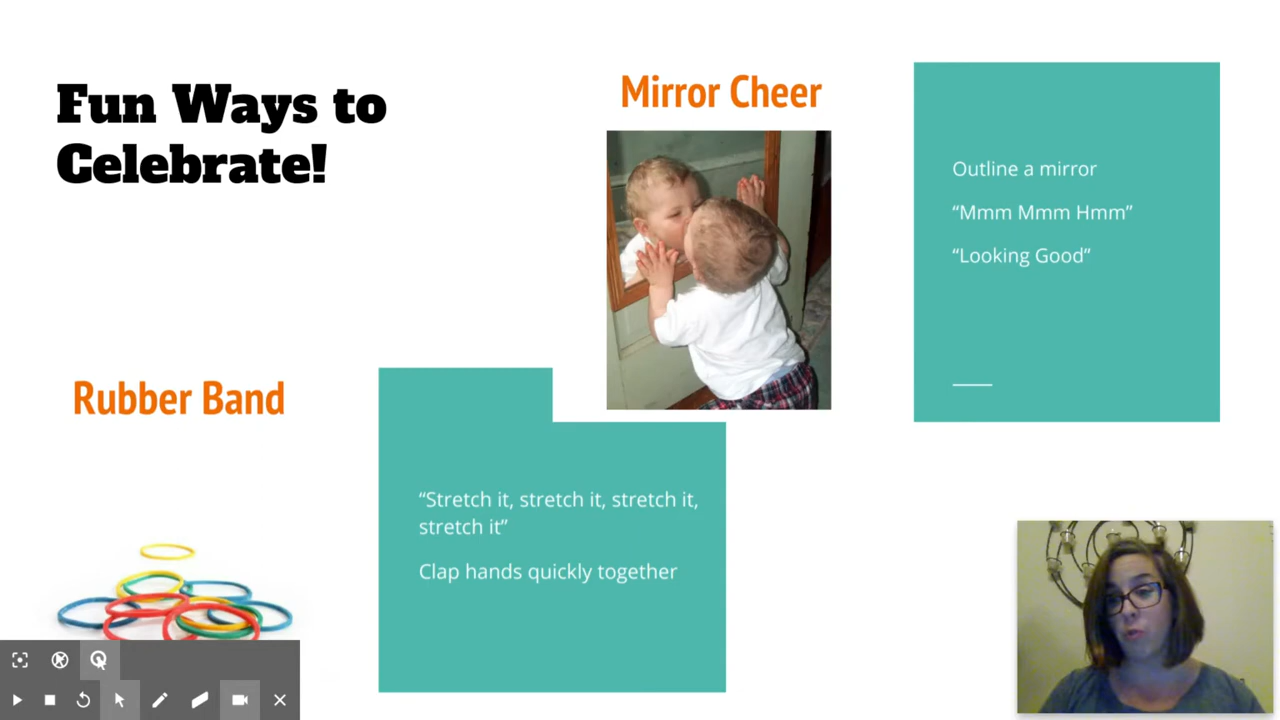 Fun Ways to
Celebrate!
Mirror Cheer
Outline a mirror
“Mmm Mmm Hmm”
“Looking Good”
Rubber Band
“Stretch it, stretch it, stretch it,
stretch it”
Clap hands quickly together